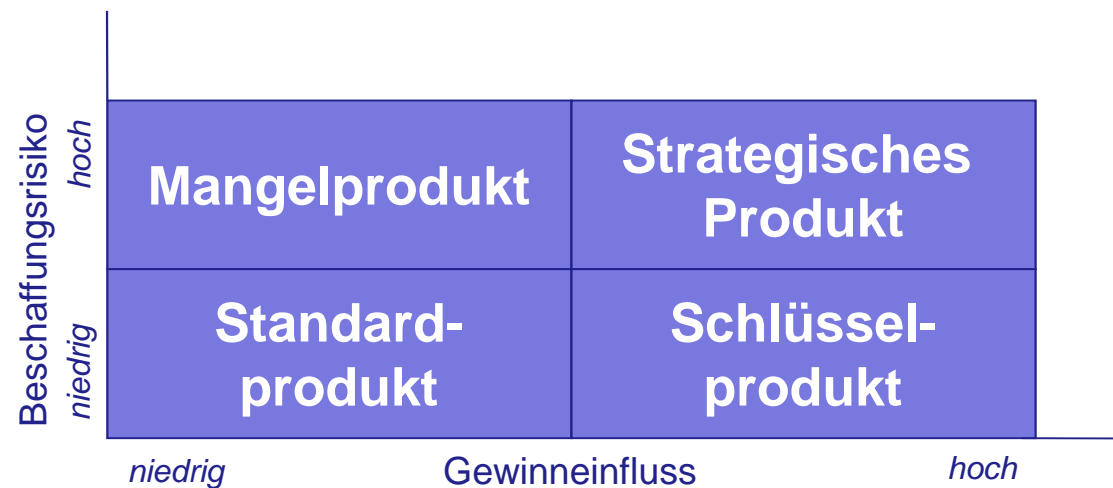 Beschaffungsrisiko
hoch
niedrig
Mangelprodukt
Strategisches
Produkt
Standard-
produkt
Schlüssel-
produkt
niedrig
Gewinneinfluss
hoch